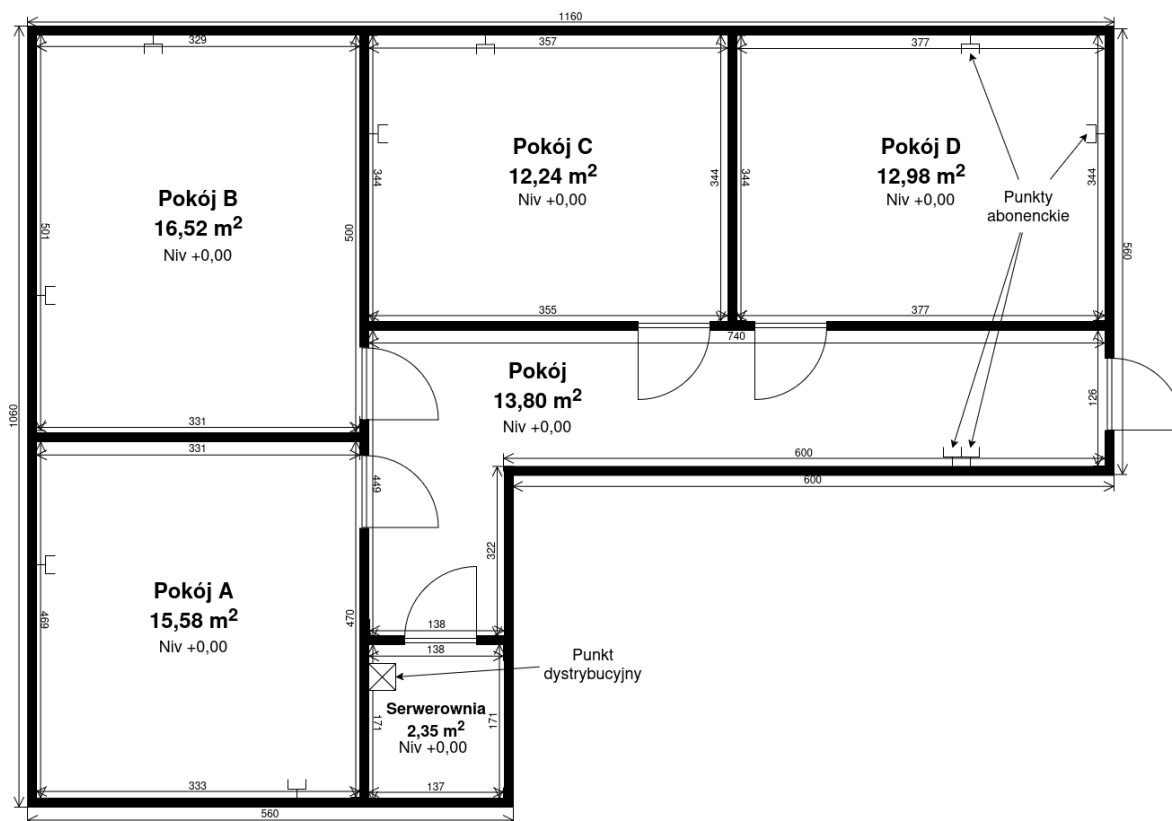 1160
329
357
377
Pokój B
16,52 m²
Niv +0,00
501
500
331
Pokój C
12,24 m²
Niv +0,00
344
344
355
Pokój D
12,98 m²
Niv +0,00
344
344
377
Punkty
abonenckie
560
1060
740
Pokój
13,80 m²
Niv +0,00
126
600
600
449
322
138
331
Pokój A
15,58 m²
Niv +0,00
469
470
333
138
Punkt
dystrybucyjny
Serwerownia
2,35 m²
Niv +0,00
171
171
137
560